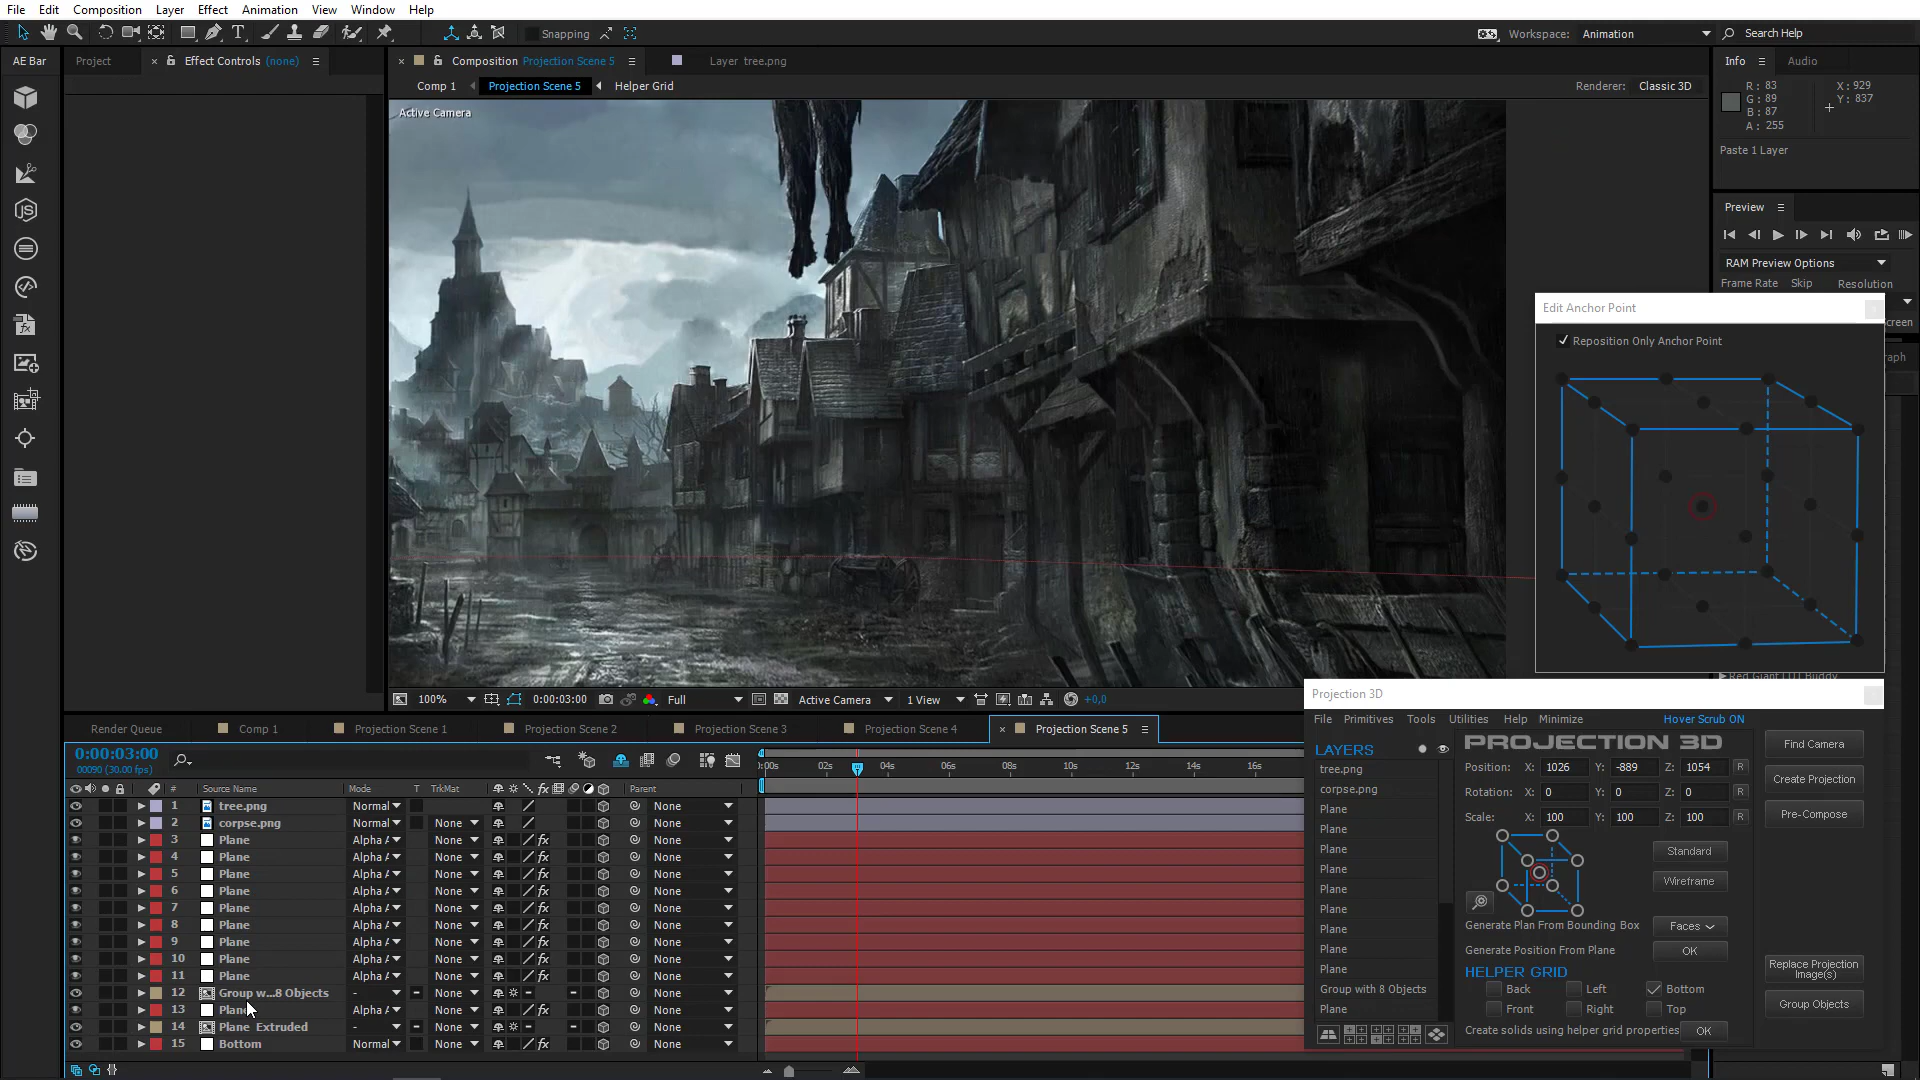 File Edit Composition Layer Effect Animation View Window Help
Snapping
Workspace: Animation
Search Help
AE Bar
Project
Effect Controls (none)
Composition Projection Scene 5
Layer tree.png
Info
Audio
Comp 1
Projection Scene 5
Helper Grid
Renderer: Classic 3D
Active Camera
R: 83
G: 89
B: 87
A: 255
X: 929
Y: 837
Paste 1 Layer
Preview
RAM Preview Options
Frame Rate Skip Resolution
Edit Anchor Point
Reposition Only Anchor Point
100%
0:00:03:00
Full
Active Camera
1 View
+0,0
Render Queue
Comp 1
Projection Scene 1
Projection Scene 2
Projection Scene 3
Projection Scene 4
Projection Scene 5
0:00:03:00
00090 (30.00 fps)
02s 04s 06s 08s 10s 12s 14s 16s
# Source Name Mode T TrkMat Parent
1 tree.png Normal None
2 corpse.png Normal None None
3 Plane Alpha A None None
4 Plane Alpha A None None
5 Plane Alpha A None None
6 Plane Alpha A None None
7 Plane Alpha A None None
8 Plane Alpha A None None
9 Plane Alpha A None None
10 Plane Alpha A None None
11 Plane Alpha A None None
12 Group w...8 Objects - None None
13 Plane Alpha A None None
14 Plane Extruded - None None
15 Bottom Normal None None
Projection 3D
File Primitives Tools Utilities Help Minimize
Hover Scrub ON
LAYERS
tree.png
corpse.png
Plane
Plane
Plane
Plane
Plane
Plane
Plane
Plane
Plane
Group with 8 Objects
Plane
PROJECTION 3D
Position: X: 1026 Y: -889 Z: 1054 R
Rotation: X: 0 Y: 0 Z: 0 R
Scale: X: 100 Y: 100 Z: 100 R
Standard
Wireframe
Generate Plan From Bounding Box
Faces
Generate Position From Plane
OK
HELPER GRID
Back Left Bottom
Front Right Top
Create solids using helper grid properties
OK
Find Camera
Create Projection
Pre-Compose
Replace Projection
Image(s)
Group Objects